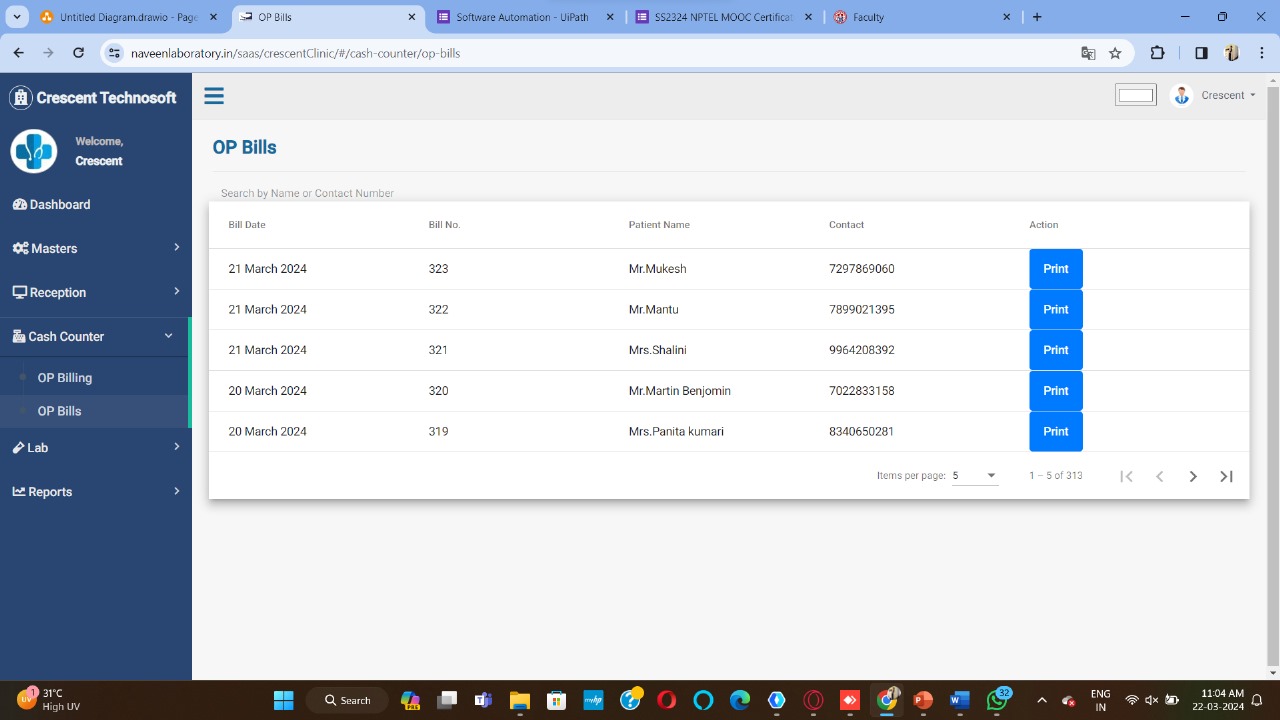 Untitled Diagram.drawio - Page
OP Bills
Software Automation - UiPath
SS2324 NPTEL MOOC Certificat
Faculty
naveenlaboratory.in/saas/crescentClinic/#/cash-counter/op-bills
Crescent Technosoft
Crescent
Welcome,
Crescent
Dashboard
Masters
Reception
Cash Counter
OP Billing
OP Bills
Lab
Reports
OP Bills
Search by Name or Contact Number
Bill Date Bill No. Patient Name Contact Action
21 March 2024 323 Mr.Mukesh 7297869060 Print
21 March 2024 322 Mr.Mantu 7899021395 Print
21 March 2024 321 Mrs.Shalini 9964208392 Print
20 March 2024 320 Mr.Martin Benjomin 7022833158 Print
20 March 2024 319 Mrs.Panita kumari 8340650281 Print
Items per page: 5 1 – 5 of 313
UV 1 31°C
High UV
Search
PRE
myhp
32
ENG
IN
11:04 AM
22-03-2024